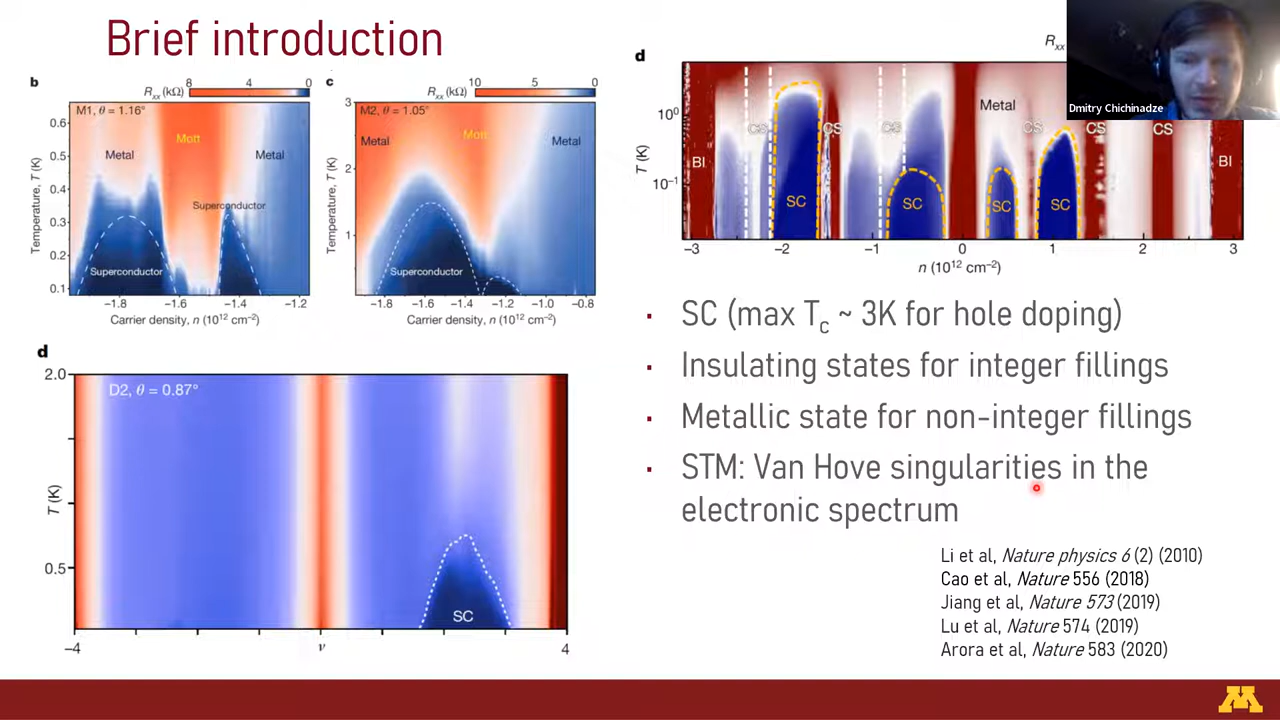 Brief introduction
b
R_xx (kΩ)
8 4 0
M1, θ = 1.16°
Mott
Metal
Metal
Superconductor
Superconductor
Temperature, T (K)
0.6
0.5
0.4
0.3
0.2
0.1
−1.8 −1.6 −1.4 −1.2
Carrier density, n (10¹² cm⁻²)
c
R_xx (kΩ)
10 5 0
M2, θ = 1.05°
Metal
Mott
Metal
Superconductor
Temperature, T (K)
3
2
1
−1.8 −1.6 −1.4 −1.2 −1.0 −0.8
Carrier density, n (10¹² cm⁻²)
d
R_xx
Metal
CS CS CS CS CS CS
BI
BI
SC SC SC SC
T (K)
10⁰
10⁻¹
−3 −2 −1 0 1 2 3
n (10¹² cm⁻²)
Dmitry Chichinadze
d
D2, θ = 0.87°
2.0
T (K)
0.5
SC
−4 ν 4
· SC (max T_c ~ 3K for hole doping)
· Insulating states for integer fillings
· Metallic state for non-integer fillings
· STM: Van Hove singularities in the
electronic spectrum
Li et al, Nature physics 6 (2) (2010)
Cao et al, Nature 556 (2018)
Jiang et al, Nature 573 (2019)
Lu et al, Nature 574 (2019)
Arora et al, Nature 583 (2020)
M